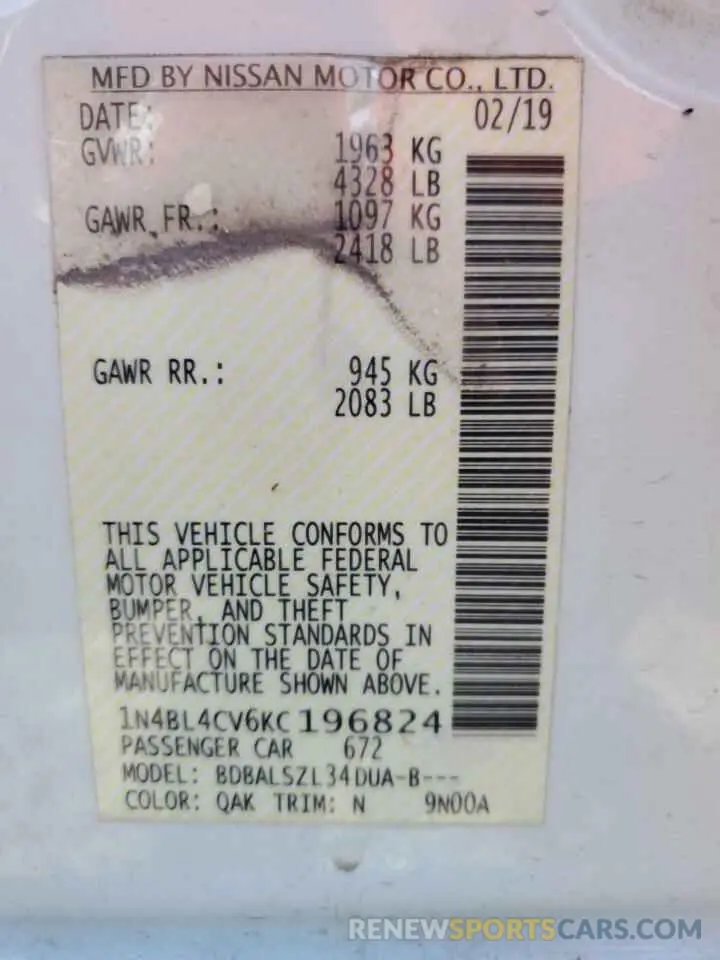 MFD BY NISSAN MOTOR CO., LTD.
DATE: 02/19
GVWR: 1963 KG
4328 LB
GAWR FR.: 1097 KG
2418 LB
GAWR RR.: 945 KG
2083 LB
THIS VEHICLE CONFORMS TO
ALL APPLICABLE FEDERAL
MOTOR VEHICLE SAFETY,
BUMPER, AND THEFT
PREVENTION STANDARDS IN
EFFECT ON THE DATE OF
MANUFACTURE SHOWN ABOVE.
1N4BL4CV6KC196824
PASSENGER CAR 672
MODEL: BDBALSZL34DUA-B---
COLOR: QAK TRIM: N 9N00A
RENEWSPORTSCARS.COM